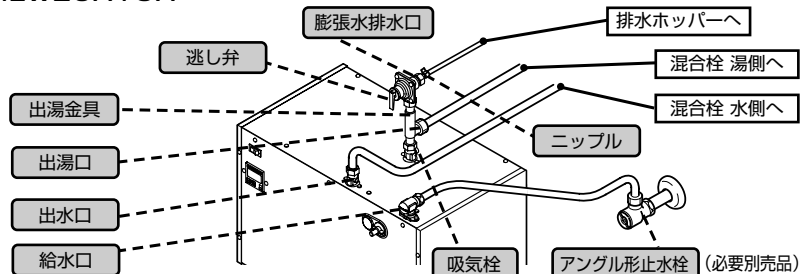 膨張水排水口
排水ホッパーへ
逃し弁
混合栓 湯側へ
出湯金具
混合栓 水側へ
ニップル
出湯口
出水口
給水口
吸気栓
アングル形止水栓 (必要別売品)